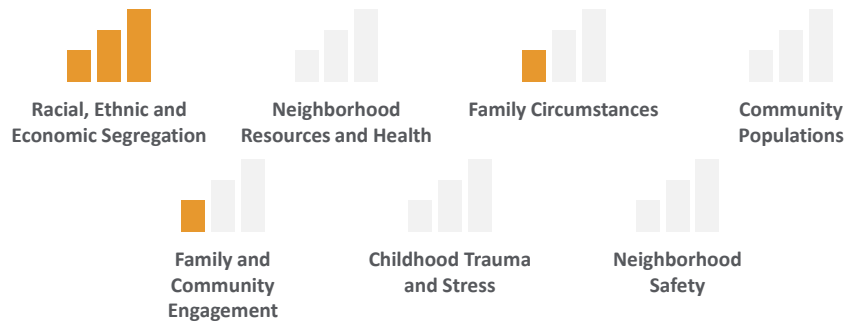 Racial, Ethnic and
Economic Segregation
Neighborhood
Resources and Health
Family Circumstances
Community
Populations
Family and
Community
Engagement
Childhood Trauma
and Stress
Neighborhood
Safety